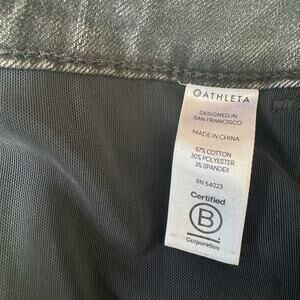 ATHLETA
DESIGNED IN
SAN FRANCISCO
MADE IN CHINA
67% COTTON
30% POLYESTER
3% SPANDEX
RN 54023
Certified
B
Corporation